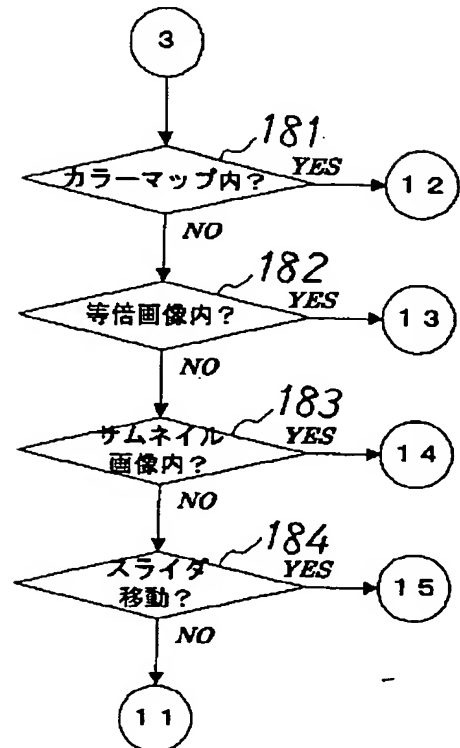 3
181
カラーマップ内?
YES
12
NO
182
等倍画像内?
YES
13
NO
183
サムネイル
画像内?
YES
14
NO
184
スライダ
移動?
YES
15
NO
11